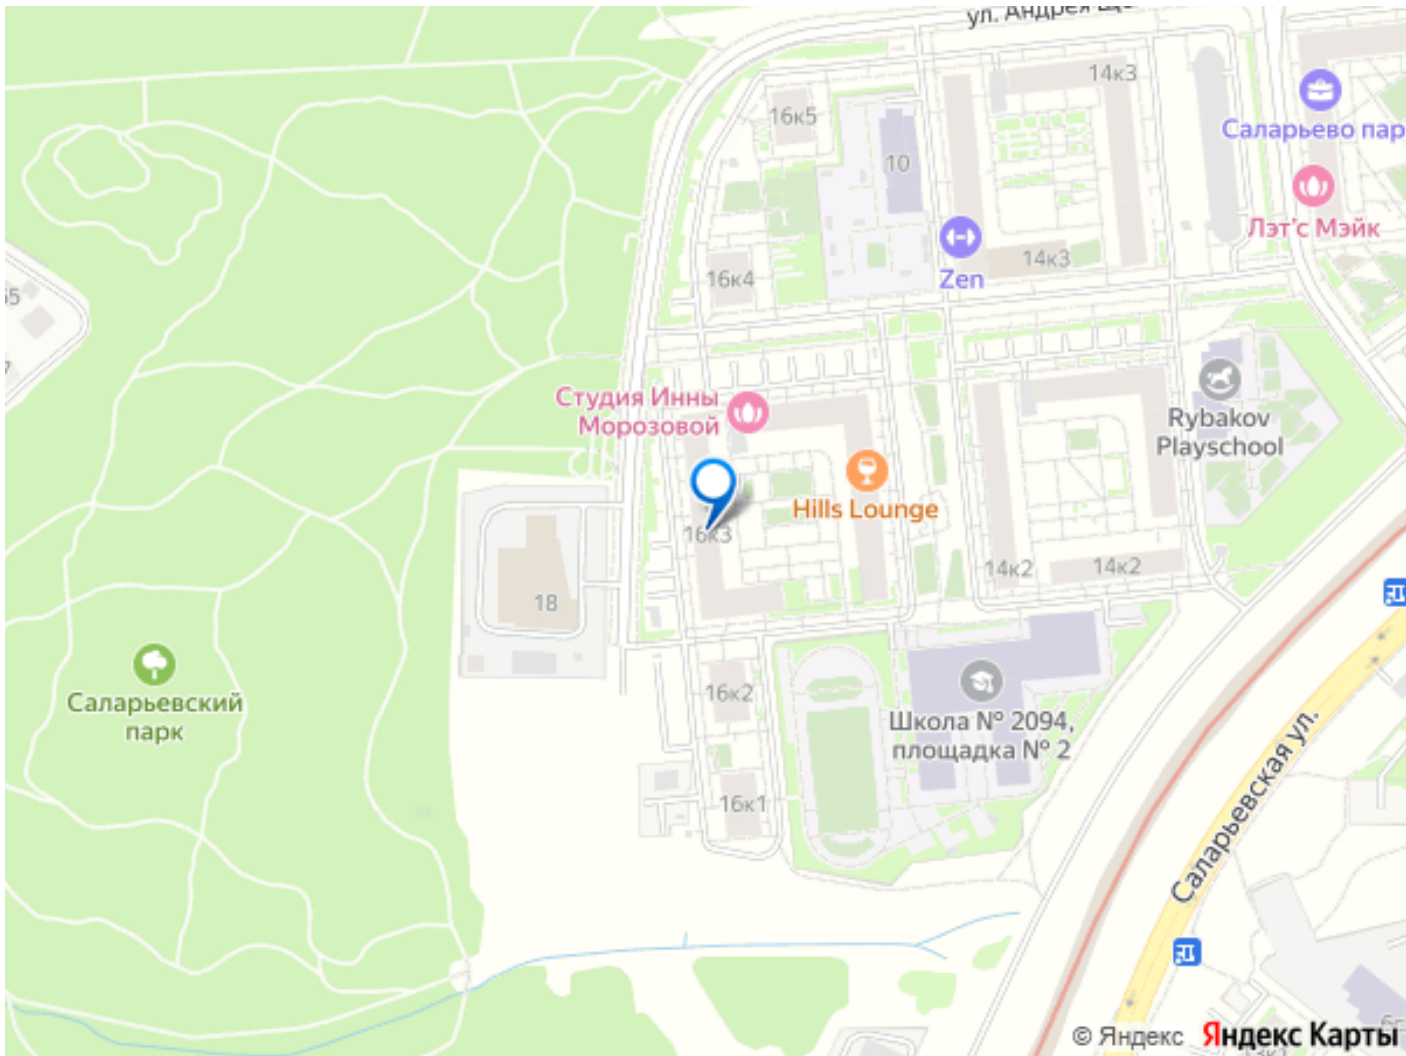 ул. Андрея
14к3
16к5
Саларьево пар
10
Лэт'с Мэйк
14к3
16к4
Zen
55
7
Студия Инны
Морозовой
Rybakov
Playschool
Hills Lounge
16к3
14к2
14к2
18
Саларьевский
парк
16к2
Школа № 2094,
площадка № 2
Саларьевская ул.
16к1
© Яндекс Яндекс Карты